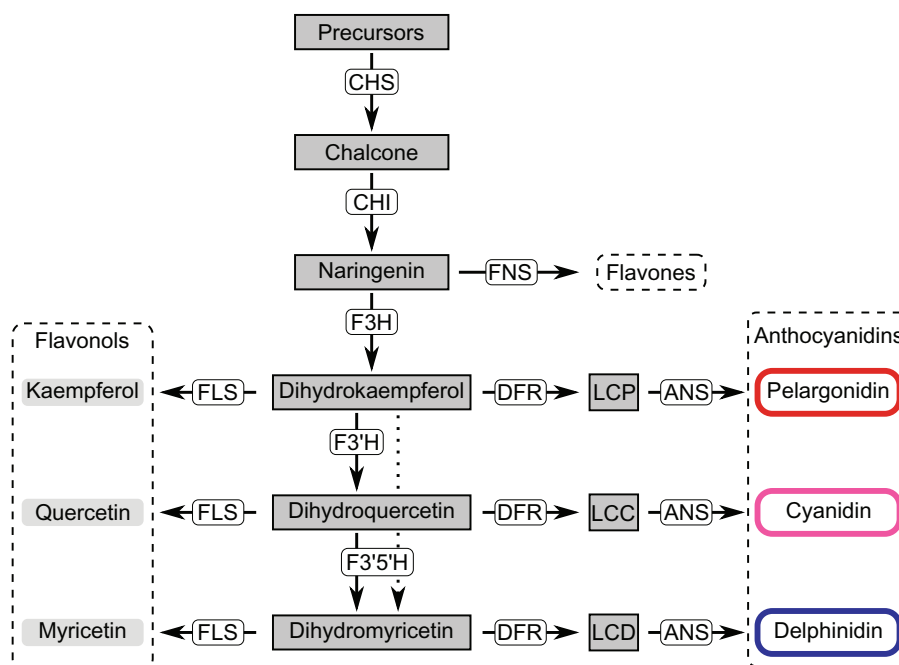 Precursors
CHS
Chalcone
CHI
Naringenin FNS Flavones
F3H
Flavonols Anthocyanidins
Kaempferol FLS Dihydrokaempferol DFR LCP ANS Pelargonidin
F3'H
Quercetin FLS Dihydroquercetin DFR LCC ANS Cyanidin
F3'5'H
Myricetin FLS Dihydromyricetin DFR LCD ANS Delphinidin